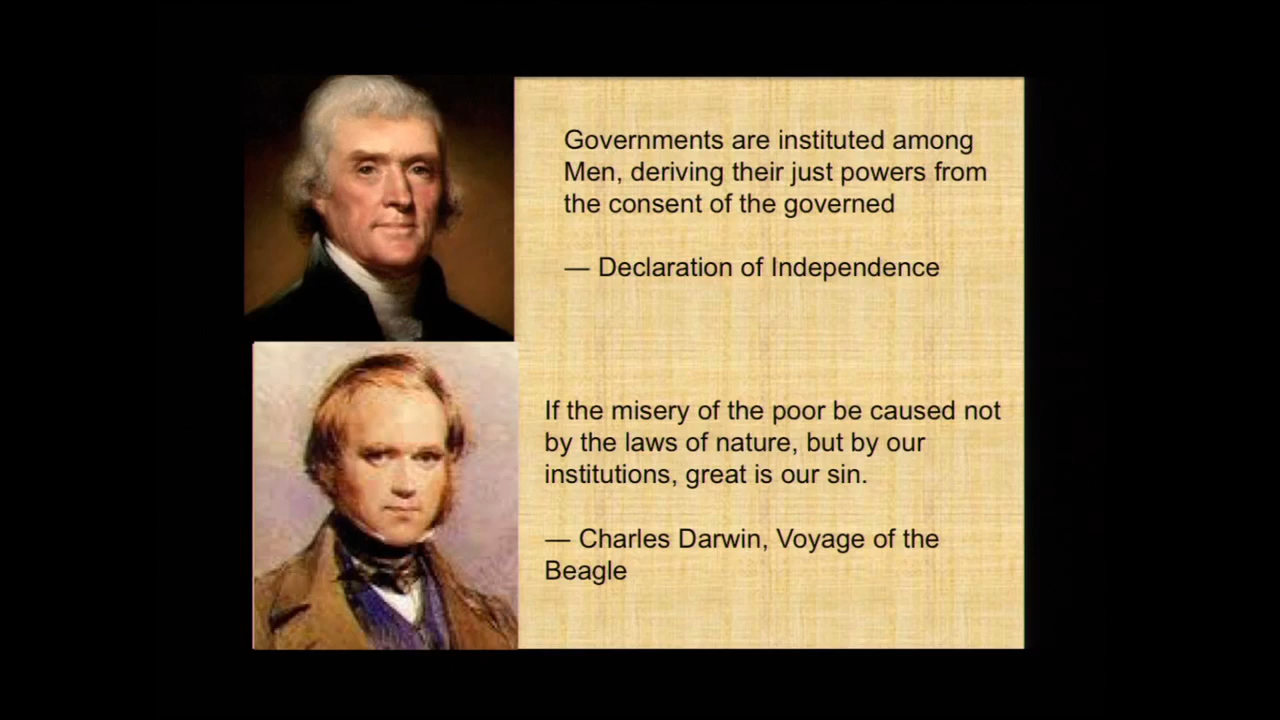 Governments are instituted among
Men, deriving their just powers from
the consent of the governed
— Declaration of Independence
If the misery of the poor be caused not
by the laws of nature, but by our
institutions, great is our sin.
— Charles Darwin, Voyage of the
Beagle